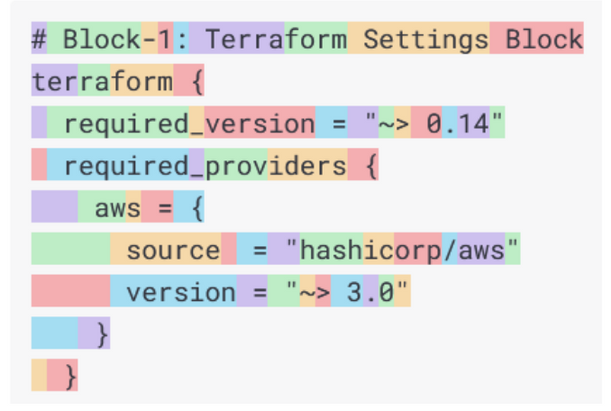 # Block-1: Terraform Settings Block
terraform {
  required_version = "~> 0.14"
  required_providers {
    aws = {
      source  = "hashicorp/aws"
      version = "~> 3.0"
    }
  }